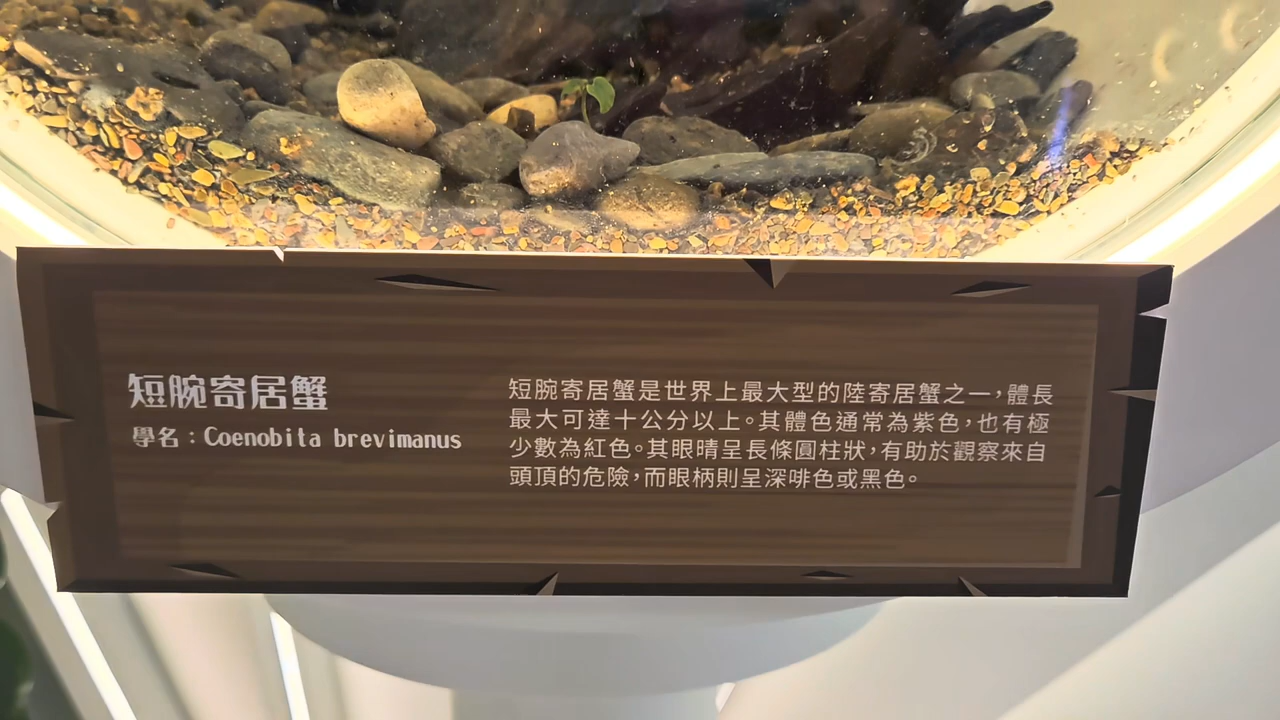 短腕寄居蟹
學名：Coenobita brevimanus
短腕寄居蟹是世界上最大型的陸寄居蟹之一，體長
最大可達十公分以上。其體色通常為紫色，也有極
少數為紅色。其眼睛呈長條圓柱狀，有助於觀察來自
頭頂的危險，而眼柄則呈深啡色或黑色。